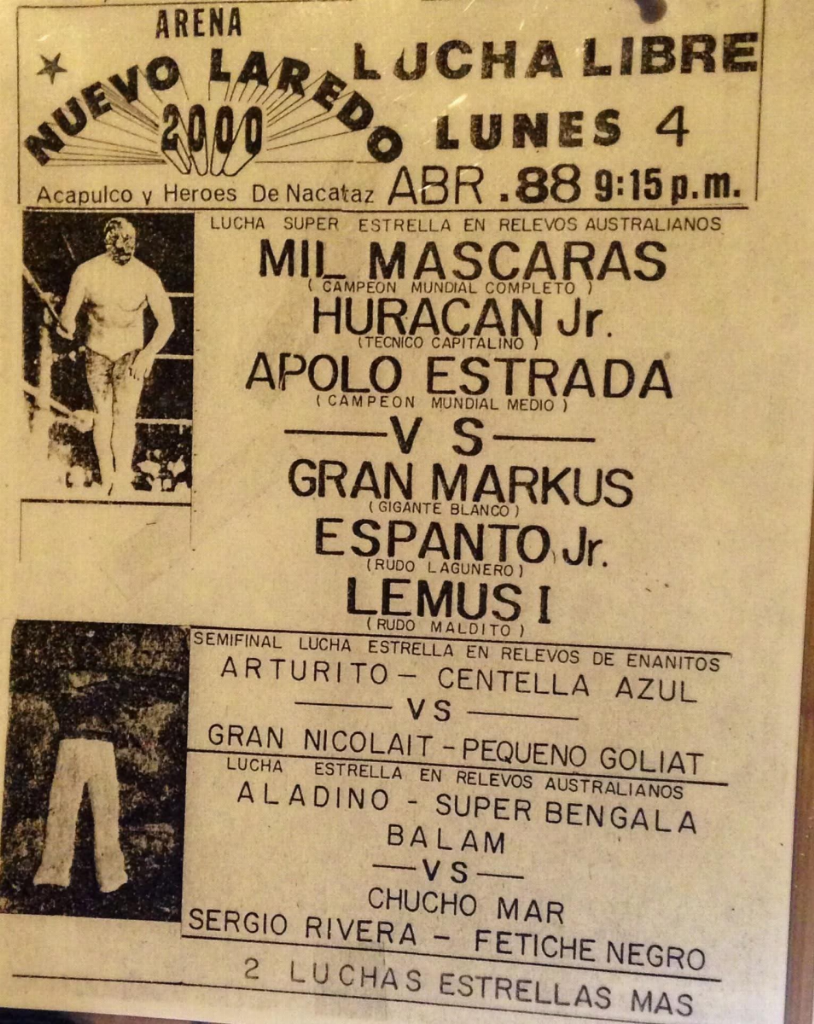 ARENA
NUEVO LAREDO
2000
LUCHA LIBRE
LUNES 4
Acapulco y Heroes De Nacataz ABR .88 9:15 p.m.
LUCHA SUPER ESTRELLA EN RELEVOS AUSTRALIANOS
MIL MASCARAS
( CAMPEON MUNDIAL COMPLETO )
HURACAN Jr.
(TECNICO CAPITALINO )
APOLO ESTRADA
( CAMPEON MUNDIAL MEDIO )
VS
GRAN MARKUS
(GIGANTE BLANCO )
ESPANTO Jr.
(RUDO LAGUNERO )
LEMUS I
(RUDO MALDITO )
SEMIFINAL LUCHA ESTRELLA EN RELEVOS DE ENANITOS
ARTURITO - CENTELLA AZUL
VS
GRAN NICOLAIT - PEQUENO GOLIAT
LUCHA ESTRELLA EN RELEVOS AUSTRALIANOS
ALADINO - SUPER BENGALA
BALAM
VS
CHUCHO MAR
SERGIO RIVERA - FETICHE NEGRO
2 LUCHAS ESTRELLAS MAS